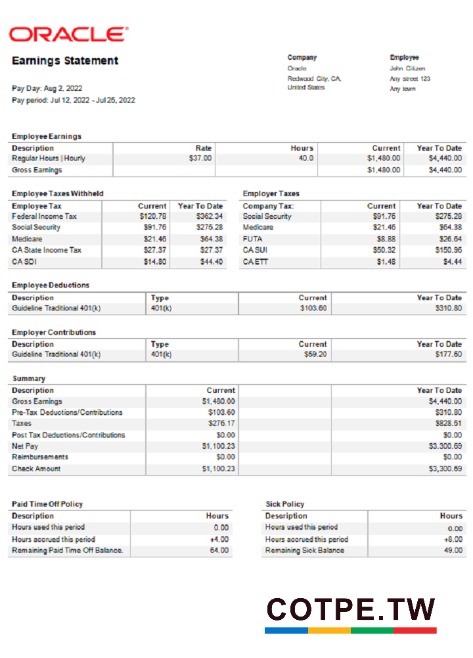 ORACLE
Earnings Statement
Pay Day: Aug 2, 2022
Pay period: Jul 12, 2022 - Jul 25, 2022
Company
Oracle
Redwood City, CA,
United States
Employee
John Citizen
Any street 123
Any town
Employee Earnings
Description Rate Hours Current Year To Date
Regular Hours | Hourly $37.00 40.0 $1,480.00 $4,440.00
Gross Earnings $1,480.00 $4,440.00
Employee Taxes Withheld
Employee Tax Current Year To Date
Federal Income Tax $120.78 $362.34
Social Security $91.76 $275.28
Medicare $21.46 $64.38
CA State Income Tax $27.37 $27.37
CA SDI $14.80 $44.40
Employer Taxes
Company Tax: Current Year To Date
Social Security $91.76 $275.28
Medicare $21.46 $64.38
FUTA $8.88 $26.64
CA SUI $50.32 $150.96
CA ETT $1.48 $4.44
Employee Deductions
Description Type Current Year To Date
Guideline Traditional 401(k) 401(k) $103.60 $310.80
Employer Contributions
Description Type Current Year To Date
Guideline Traditional 401(k) 401(k) $59.20 $177.60
Summary
Description Current Year To Date
Gross Earnings $1,480.00 $4,440.00
Pre-Tax Deductions/Contributions $103.60 $310.80
Taxes $276.17 $828.51
Post Tax Deductions/Contributions $0.00 $0.00
Net Pay $1,100.23 $3,300.69
Reimbursements $0.00 $0.00
Check Amount $1,100.23 $3,300.69
Paid Time Off Policy
Description Hours
Hours used this period 0.00
Hours accrued this period +4.00
Remaining Paid Time Off Balance. 64.00
Sick Policy
Description Hours
Hours used this period 0.00
Hours accrued this period +8.00
Remaining Sick Balance 49.00
COTPE.TW